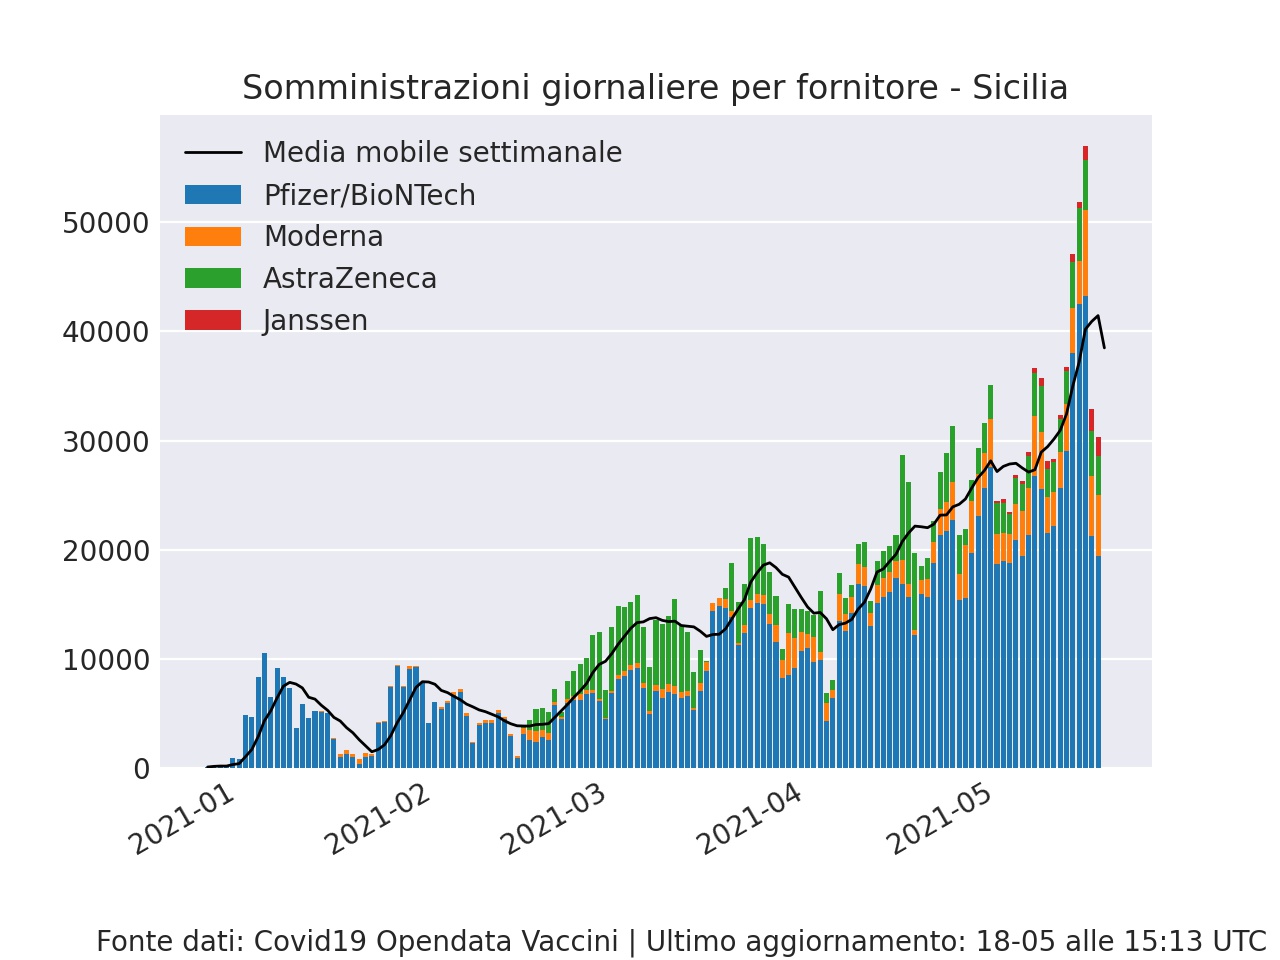 Somministrazioni giornaliere per fornitore - Sicilia
Media mobile settimanale
Pfizer/BioNTech
Moderna
AstraZeneca
Janssen
50000
40000
30000
20000
10000
0
2021-01
2021-02
2021-03
2021-04
2021-05
Fonte dati: Covid19 Opendata Vaccini | Ultimo aggiornamento: 18-05 alle 15:13 UTC